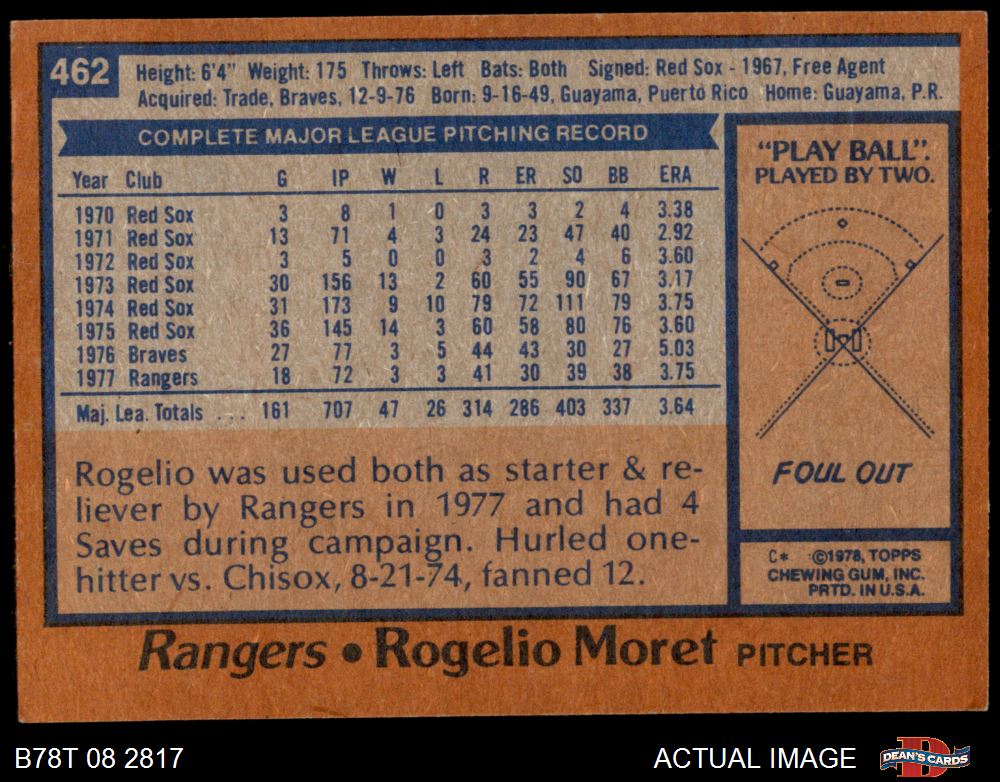 462
Height: 6'4" Weight: 175 Throws: Left Bats: Both Signed: Red Sox - 1967, Free Agent
Acquired: Trade, Braves, 12-9-76 Born: 9-16-49, Guayama, Puerto Rico Home: Guayama, P.R.
COMPLETE MAJOR LEAGUE PITCHING RECORD
Year Club G IP W L R ER SO BB ERA
1970 Red Sox 3 8 1 0 3 3 2 4 3.38
1971 Red Sox 13 71 4 3 24 23 47 40 2.92
1972 Red Sox 3 5 0 0 3 2 4 6 3.60
1973 Red Sox 30 156 13 2 60 55 90 67 3.17
1974 Red Sox 31 173 9 10 79 72 111 79 3.75
1975 Red Sox 36 145 14 3 60 58 80 76 3.60
1976 Braves 27 77 3 5 44 43 30 27 5.03
1977 Rangers 18 72 3 3 41 30 39 38 3.75
Maj. Lea. Totals ... 161 707 47 26 314 286 403 337 3.64
Rogelio was used both as starter & re-
liever by Rangers in 1977 and had 4
Saves during campaign. Hurled one-
hitter vs. Chisox, 8-21-74, fanned 12.
"PLAY BALL".
PLAYED BY TWO.
FOUL OUT
C* ©1978, TOPPS
CHEWING GUM, INC.
PRTD. IN U.S.A.
Rangers • Rogelio Moret PITCHER
B78T 08 2817
ACTUAL IMAGE
D
DEAN'S CARDS